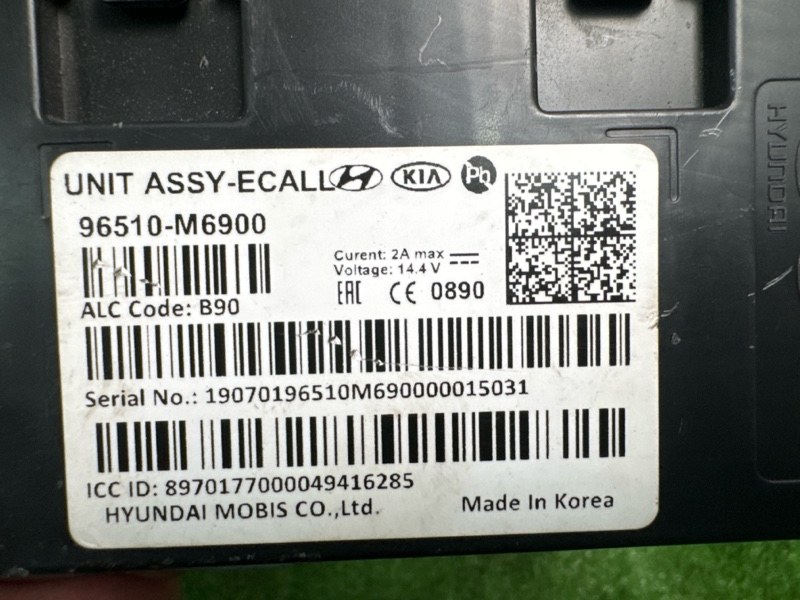 UNIT ASSY-ECALL KIA Pb
96510-M6900
Curent: 2A max
Voltage: 14.4 V
EAC CE 0890
ALC Code: B90
Serial No.: 19070196510M690000015031
ICC ID: 8970177000049416285
HYUNDAI MOBIS CO.,Ltd. Made In Korea
HYUNDAI